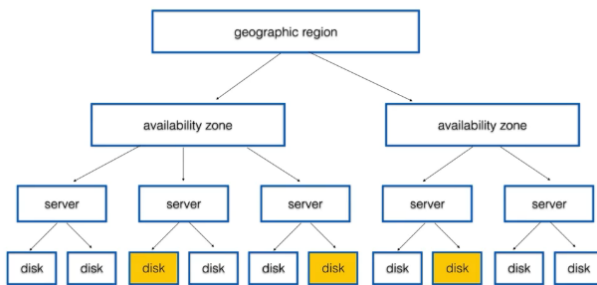 geographic region
availability zone
availability zone
server
server
server
server
server
disk
disk
disk
disk
disk
disk
disk
disk
disk
disk